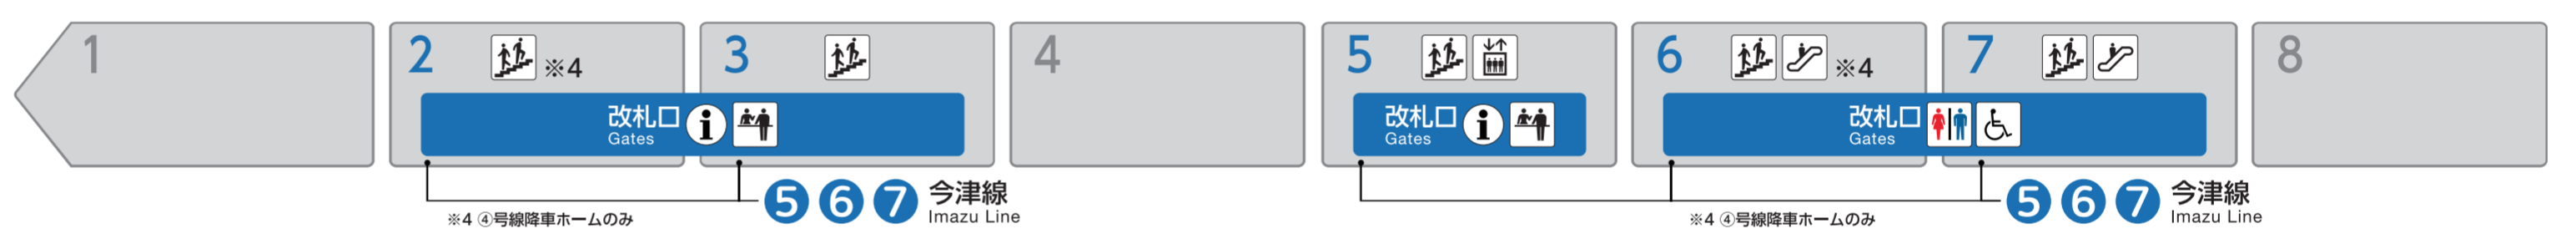 1
2 ※4
3
4
5
6 ※4
7
8
改札口
Gates
改札口
Gates
改札口
Gates
5 6 7 今津線
Imazu Line
※4 ④号線降車ホームのみ
5 6 7 今津線
Imazu Line
※4 ④号線降車ホームのみ